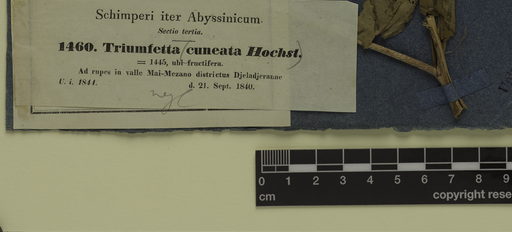 Schimperi iter Abyssinicum.
Sectio tertia.
1460. Triumfetta cuneata Hochst.
= 1445, ubi fructifera.
Ad rupes in valle Mai-Mezano districtus Djeladjeranne
U. i. 1844. d. 21. Sept. 1840.
0 1 2 3 4 5 6 7 8 9
cm copyright rese